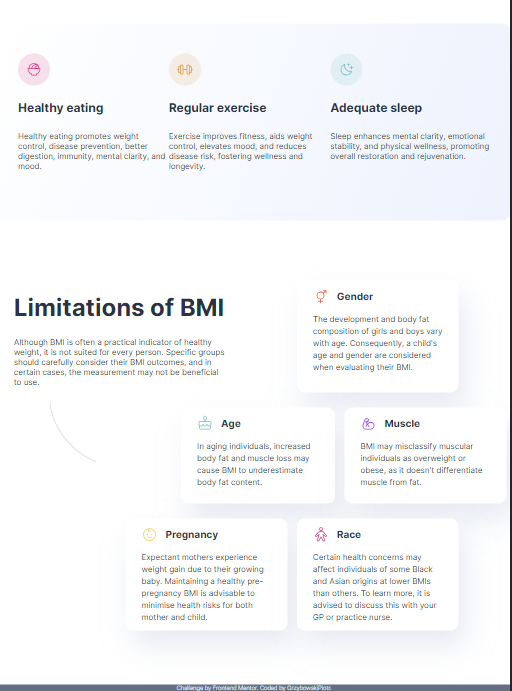 Healthy eating
Healthy eating promotes weight
control, disease prevention, better
digestion, immunity, mental clarity, and
mood.
Regular exercise
Exercise improves fitness, aids weight
control, elevates mood, and reduces
disease risk, fostering wellness and
longevity.
Adequate sleep
Sleep enhances mental clarity, emotional
stability, and physical wellness, promoting
overall restoration and rejuvenation.
Limitations of BMI
Although BMI is often a practical indicator of healthy
weight, it is not suited for every person. Specific groups
should carefully consider their BMI outcomes, and in
certain cases, the measurement may not be beneficial
to use.
Gender
The development and body fat
composition of girls and boys vary
with age. Consequently, a child's
age and gender are considered
when evaluating their BMI.
Age
In aging individuals, increased
body fat and muscle loss may
cause BMI to underestimate
body fat content.
Muscle
BMI may misclassify muscular
individuals as overweight or
obese, as it doesn't differentiate
muscle from fat.
Pregnancy
Expectant mothers experience
weight gain due to their growing
baby. Maintaining a healthy pre-
pregnancy BMI is advisable to
minimise health risks for both
mother and child.
Race
Certain health concerns may
affect individuals of some Black
and Asian origins at lower BMIs
than others. To learn more, it is
advised to discuss this with your
GP or practice nurse.
Challenge by Frontend Mentor. Coded by GrzybowskiPiotr.